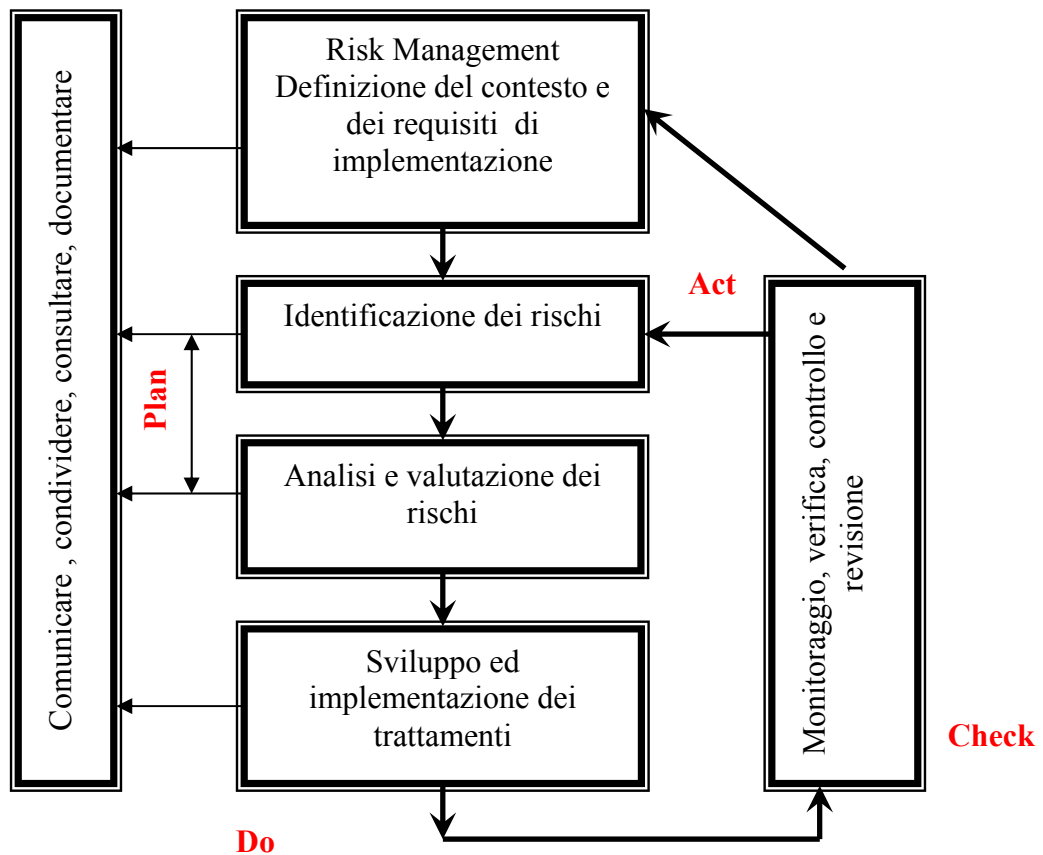 Comunicare , condividere, consultare, documentare
Risk Management
Definizione del contesto e
dei requisiti di
implementazione
Act
Identificazione dei rischi
Plan
Analisi e valutazione dei
rischi
Sviluppo ed
implementazione dei
trattamenti
Monitoraggio, verifica, controllo e
revisione
Check
Do